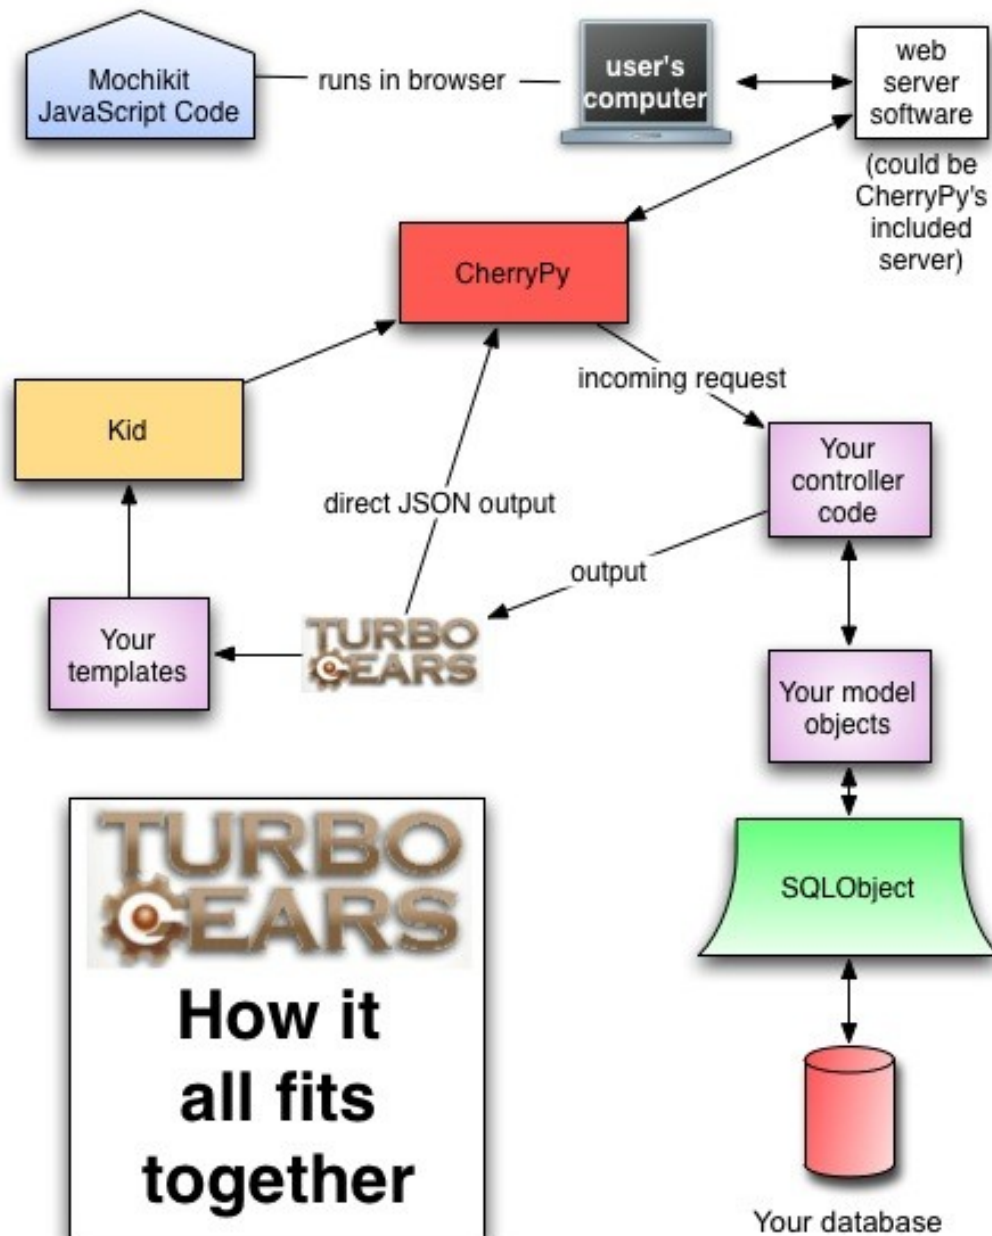 Mochikit
JavaScript Code
runs in browser
user's
computer
web
server
software
(could be
CherryPy's
included
server)
CherryPy
Kid
incoming request
Your
controller
code
direct JSON output
output
Your
templates
TURBO
GEARS
Your model
objects
SQLObject
TURBO
GEARS
How it
all fits
together
Your database